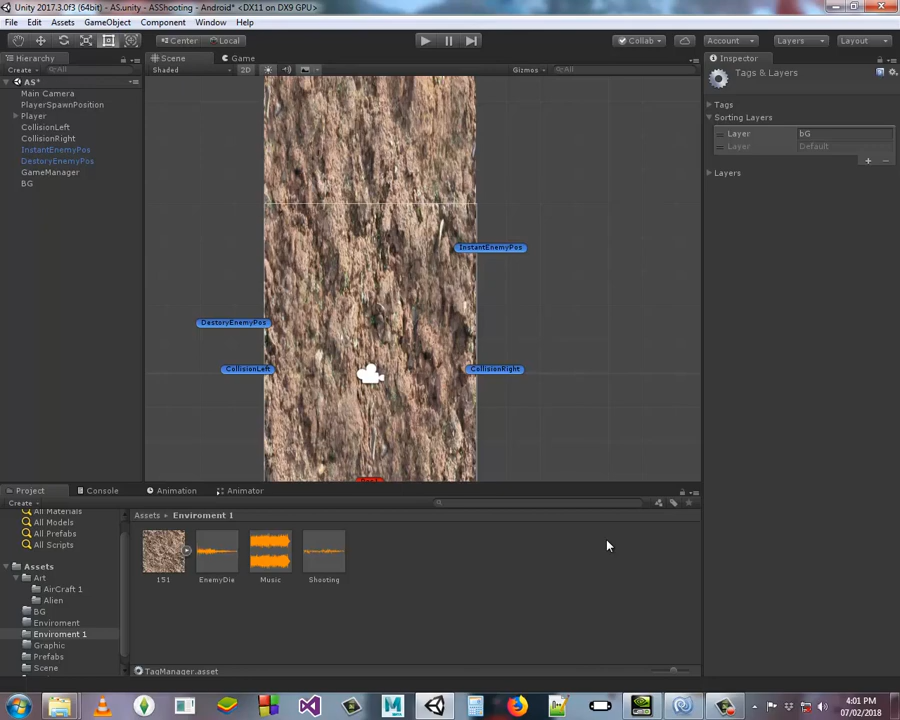 Unity 2017.3.0f3 (64bit) - AS.unity - ASShooting - Android* <DX11 on DX9 GPU>
File Edit Assets GameObject Component Window Help
Center Local Collab Account Layers Layout
Hierarchy
Create All
AS*
Main Camera
PlayerSpawnPosition
Player
CollisionLeft
CollisionRight
InstantEnemyPos
DestoryEnemyPos
GameManager
BG
Scene Game
Shaded 2D Gizmos All
InstantEnemyPos
DestoryEnemyPos
CollisionLeft
CollisionRight
Inspector
Tags & Layers
Tags
Sorting Layers
Layer bG
Layer Default
Layers
Project Console Animation Animator
Create
All Materials
All Models
All Prefabs
All Scripts
Assets
Art
AirCraft 1
Alien
BG
Enviroment
Enviroment 1
Graphic
Prefabs
Scene
Assets Enviroment 1
151 EnemyDie Music Shooting
TagManager.asset
4:01 PM
07/02/2018